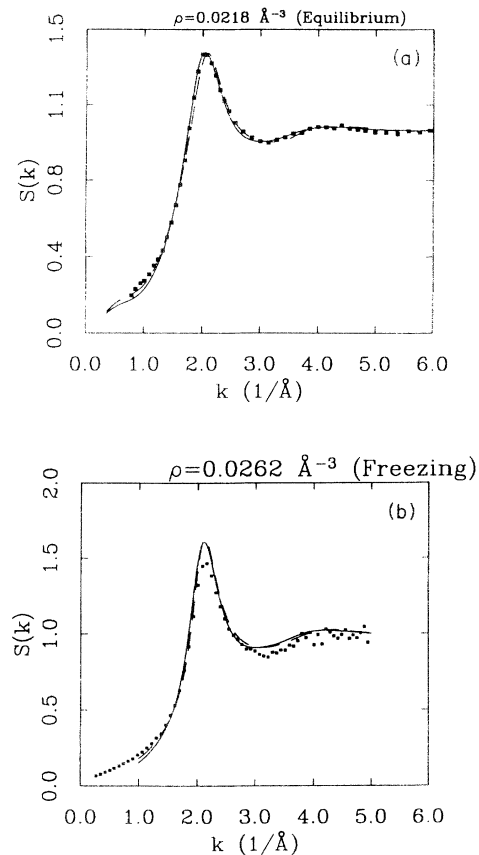 ρ=0.0218 Å⁻³ (Equilibrium)
(a)
1.5
1.1
0.8
0.4
0.0
S(k)
0.0 1.0 2.0 3.0 4.0 5.0 6.0
k (1/Å)
ρ=0.0262 Å⁻³ (Freezing)
(b)
2.0
1.5
1.0
0.5
0.0
S(k)
0.0 1.0 2.0 3.0 4.0 5.0 6.0
k (1/Å)